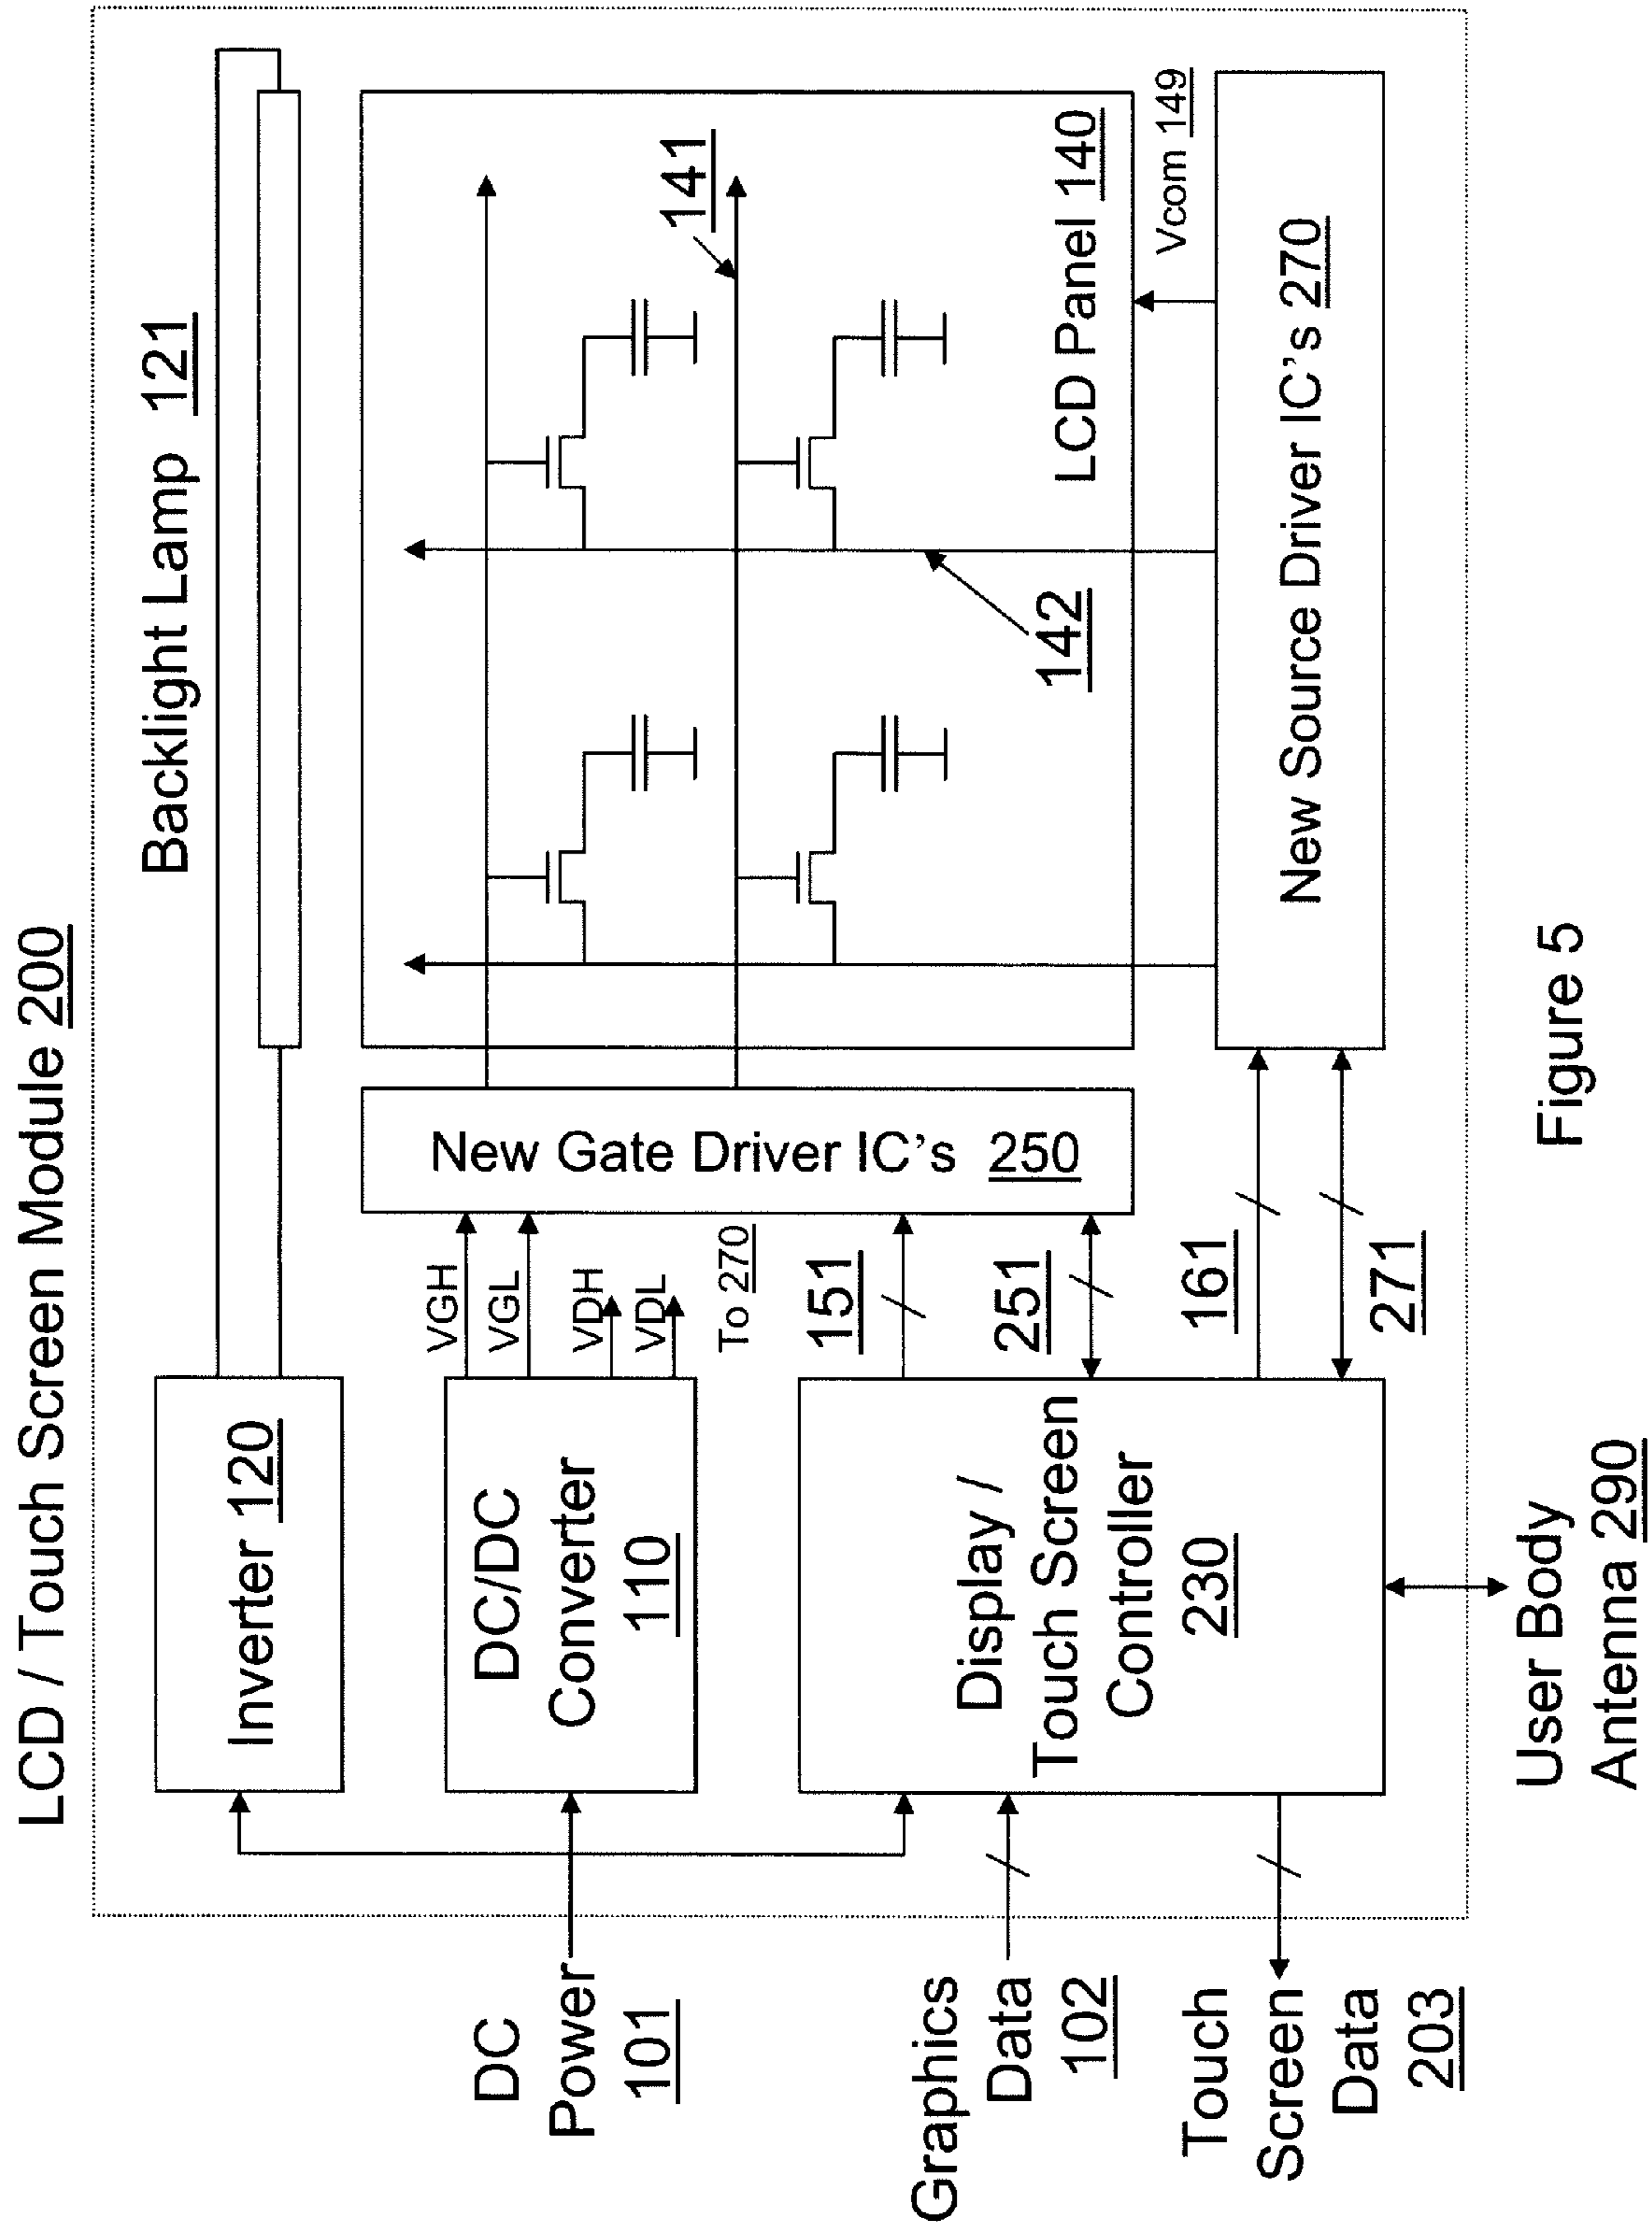 LCD / Touch Screen Module 200
Backlight Lamp 121
Inverter 120
DC
Power
101
DC/DC
Converter
110
VGH
VGL
VDH
VDL
To 270
New Gate Driver IC's 250
141
142
LCD Panel 140
Vcom 149
Graphics
Data
102
Touch
Screen
Data
203
Display /
Touch Screen
Controller
230
151
251
161
271
New Source Driver IC's 270
User Body
Antenna 290
Figure 5